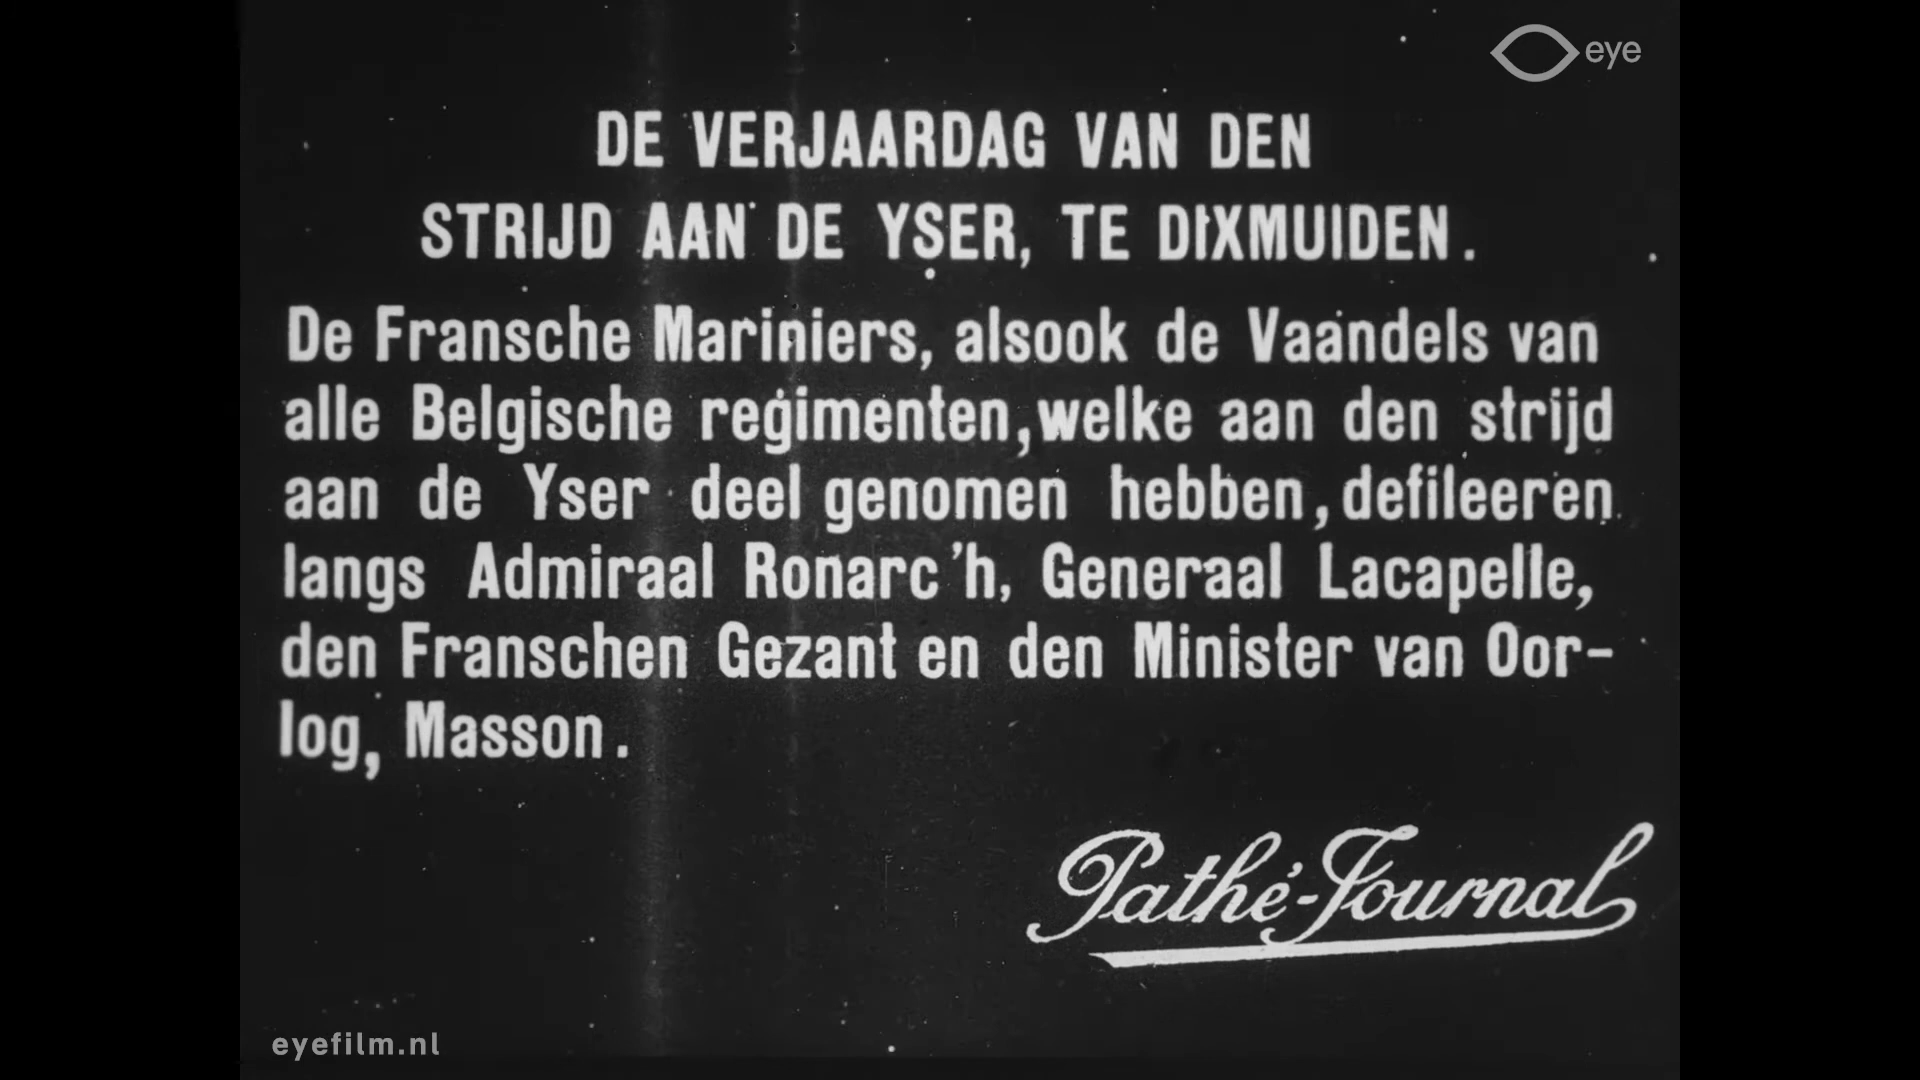 eye
DE VERJAARDAG VAN DEN
STRIJD AAN DE YSER, TE DIXMUIDEN.
De Fransche Mariniers, alsook de Vaandels van
alle Belgische regimenten, welke aan den strijd
aan de Yser deel genomen hebben, defileeren
langs Admiraal Ronarc'h, Generaal Lacapelle,
den Franschen Gezant en den Minister van Oor-
log, Masson.
Pathé-Journal
eyefilm.nl